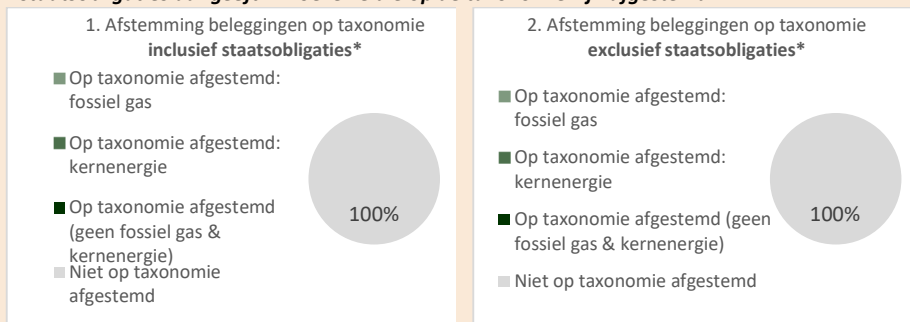 1. Afstemming beleggingen op taxonomie
inclusief staatsobligaties*
Op taxonomie afgestemd:
fossiel gas
Op taxonomie afgestemd:
kernenergie
Op taxonomie afgestemd
(geen fossiel gas &
kernenergie)
Niet op taxonomie
afgestemd
100%
2. Afstemming beleggingen op taxonomie
exclusief staatsobligaties*
Op taxonomie afgestemd:
fossiel gas
Op taxonomie afgestemd:
kernenergie
Op taxonomie afgestemd (geen
fossiel gas & kernenergie)
Niet op taxonomie afgestemd
100%